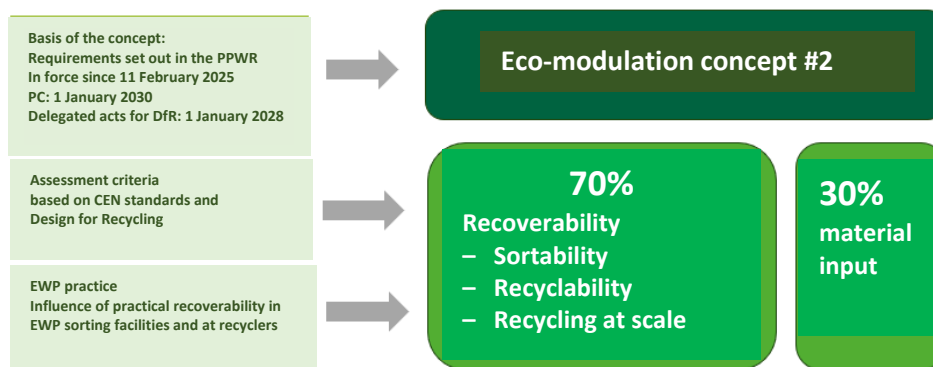 Basis of the concept:
Requirements set out in the PPWR
In force since 11 February 2025
PC: 1 January 2030
Delegated acts for DfR: 1 January 2028
Eco-modulation concept #2
Assessment criteria
based on CEN standards and
Design for Recycling
70%
Recoverability
– Sortability
– Recyclability
– Recycling at scale
30%
material
input
EWP practice
Influence of practical recoverability in
EWP sorting facilities and at recyclers